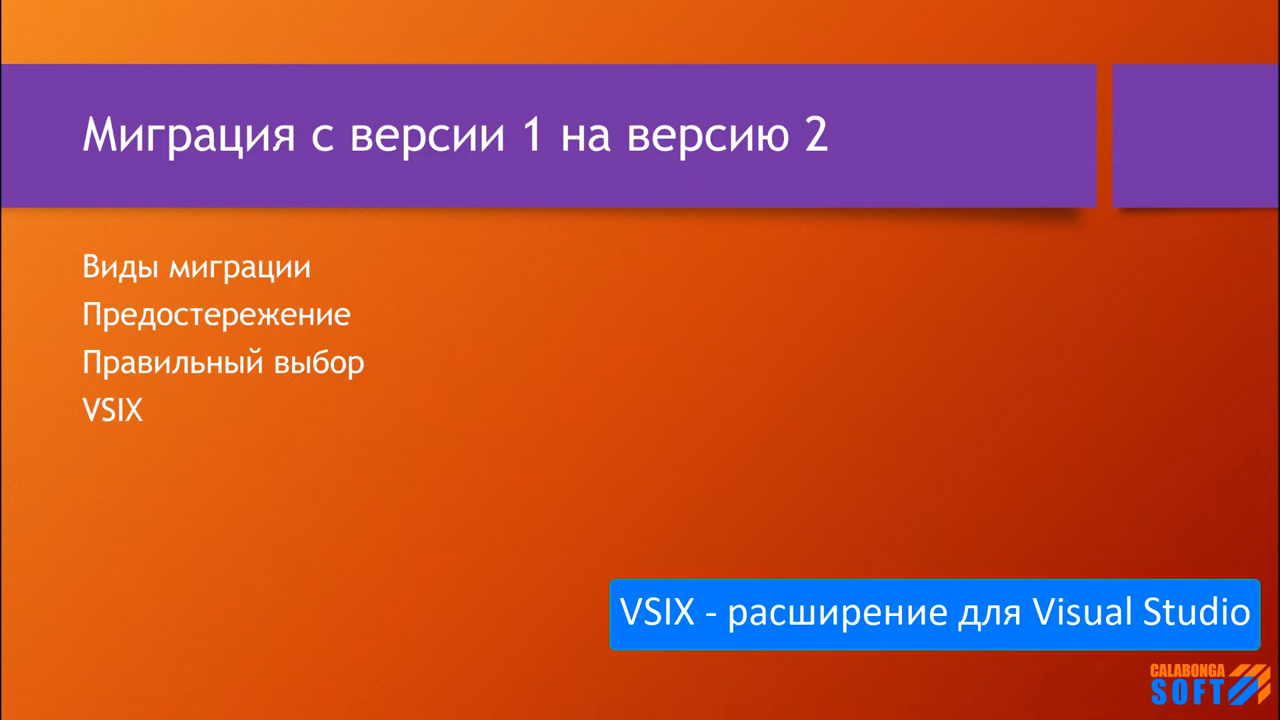 Миграция с версии 1 на версию 2
Виды миграции
Предостережение
Правильный выбор
VSIX
VSIX - расширение для Visual Studio
CALABONGA
SOFT